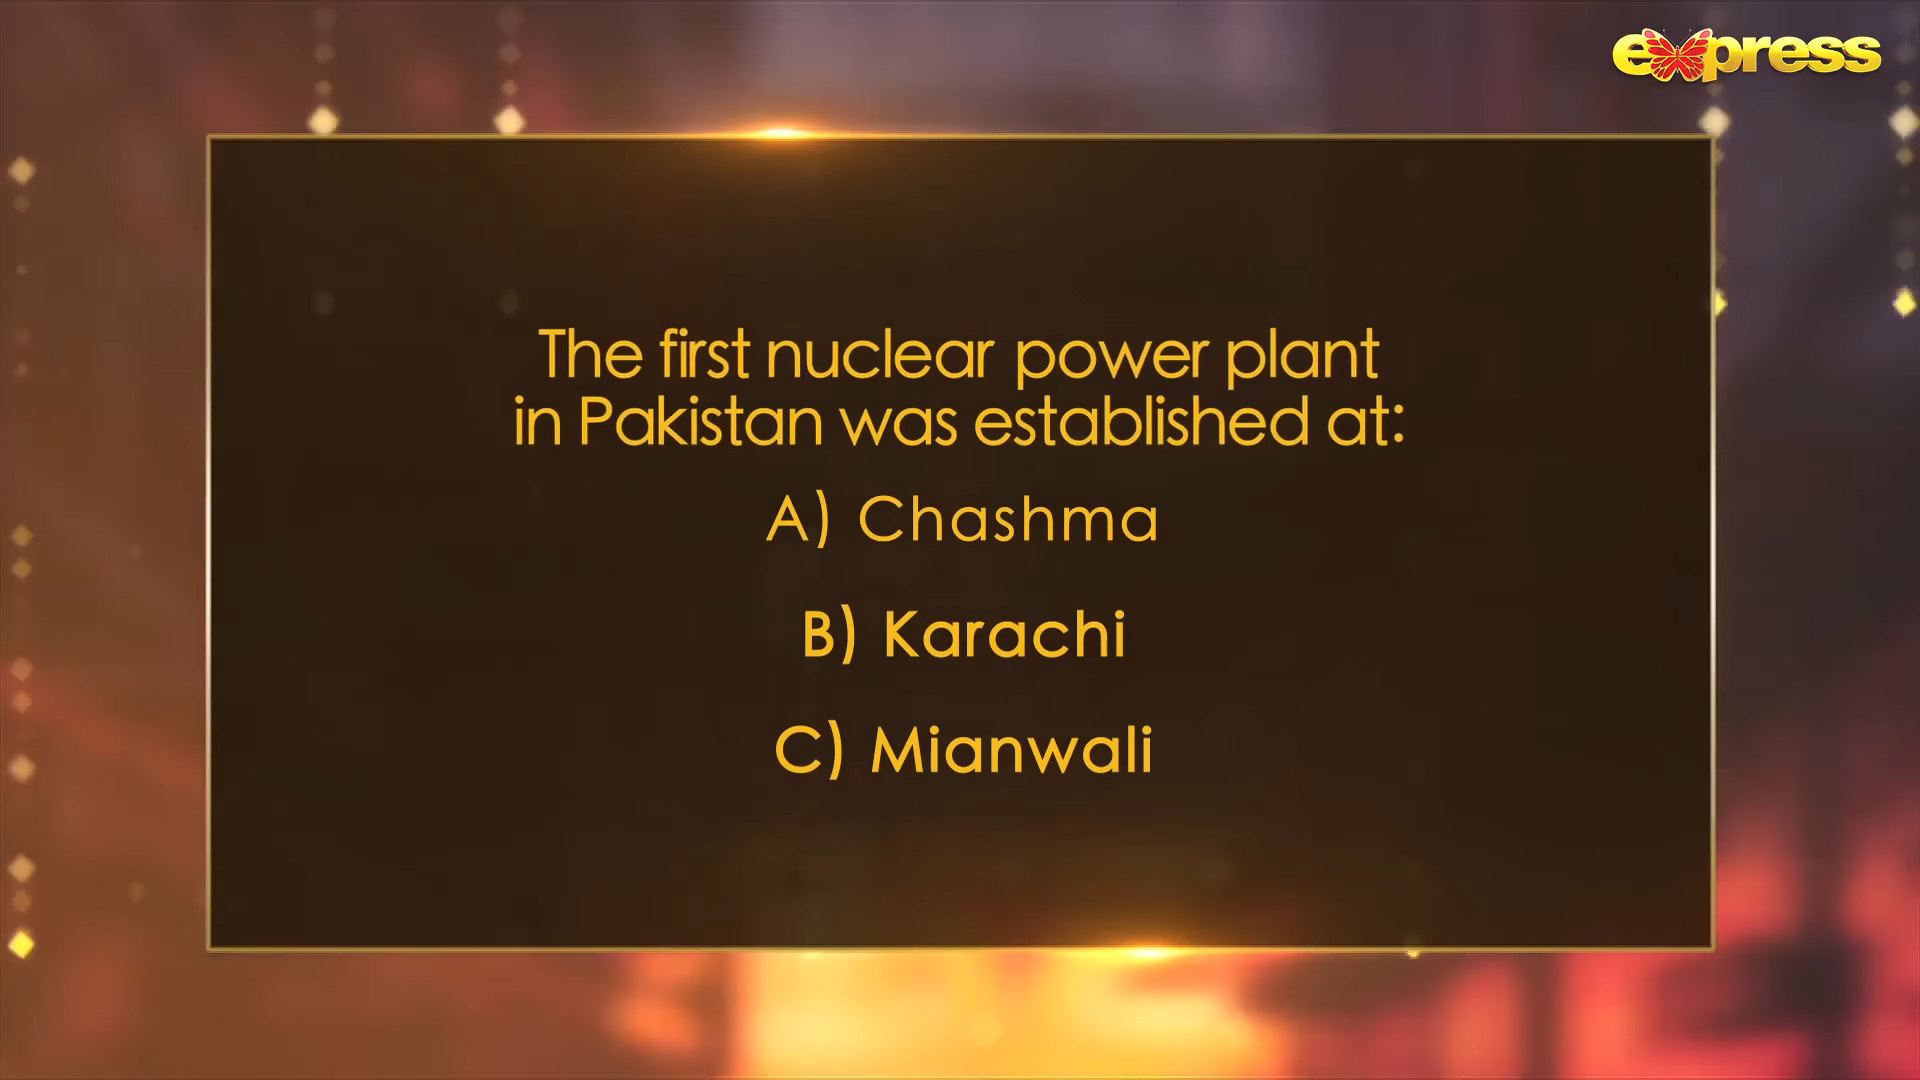 express
The first nuclear power plant
in Pakistan was established at:
A) Chashma
B) Karachi
C) Mianwali